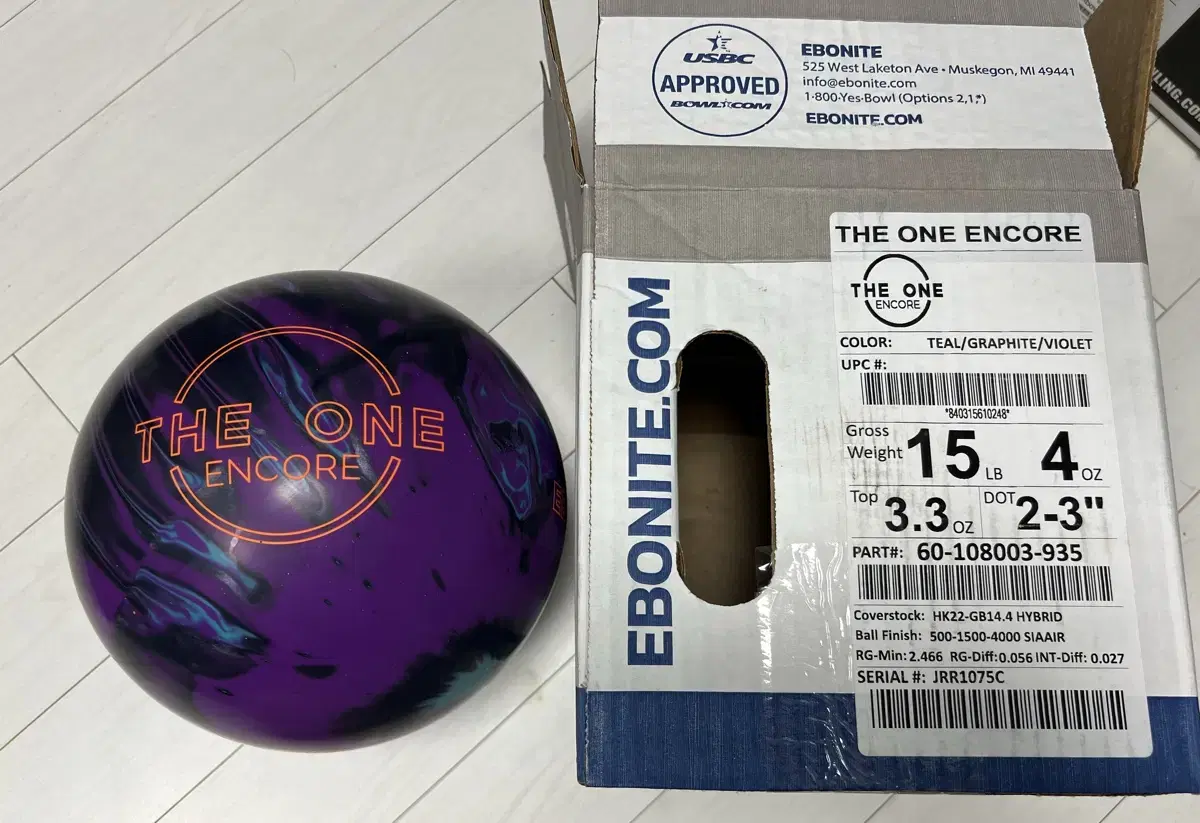 THE ONE
ENCORE
USBC
APPROVED
BOWL.COM
EBONITE
525 West Laketon Ave • Muskegon, MI 49441
info@ebonite.com
1-800-Yes-Bowl (Options 2,1,*)
EBONITE.COM
EBONITE.COM
THE ONE ENCORE
THE ONE
ENCORE
COLOR: TEAL/GRAPHITE/VIOLET
UPC #:
*840315610248*
Gross Weight 15 LB 4 OZ
Top 3.3 OZ DOT 2-3"
PART#: 60-108003-935
Coverstock: HK22-GB14.4 HYBRID
Ball Finish: 500-1500-4000 SIAAIR
RG-Min: 2.466 RG-Diff: 0.056 INT-Diff: 0.027
SERIAL #: JRR1075C